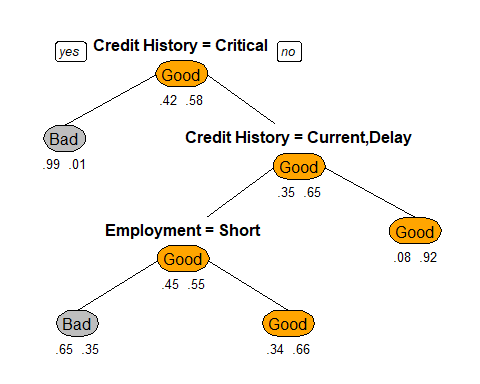 yes Credit History = Critical no
Good
.42 .58
Bad
.99 .01
Credit History = Current,Delay
Good
.35 .65
Employment = Short
Good
.45 .55
Good
.08 .92
Bad
.65 .35
Good
.34 .66